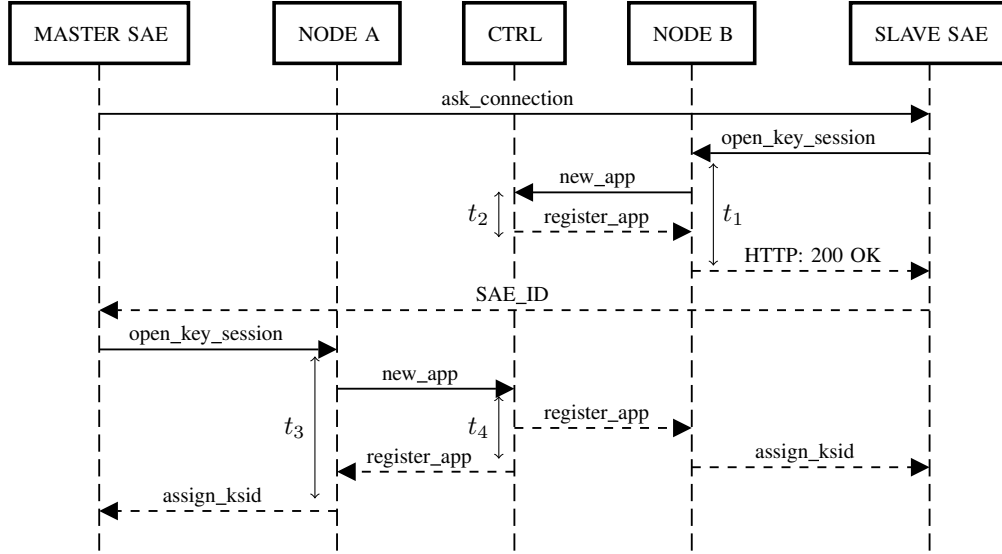 MASTER SAE
NODE A
CTRL
NODE B
SLAVE SAE
ask_connection
open_key_session
new_app
t2
t1
register_app
HTTP: 200 OK
SAE_ID
open_key_session
new_app
t3
t4
register_app
register_app
assign_ksid
assign_ksid